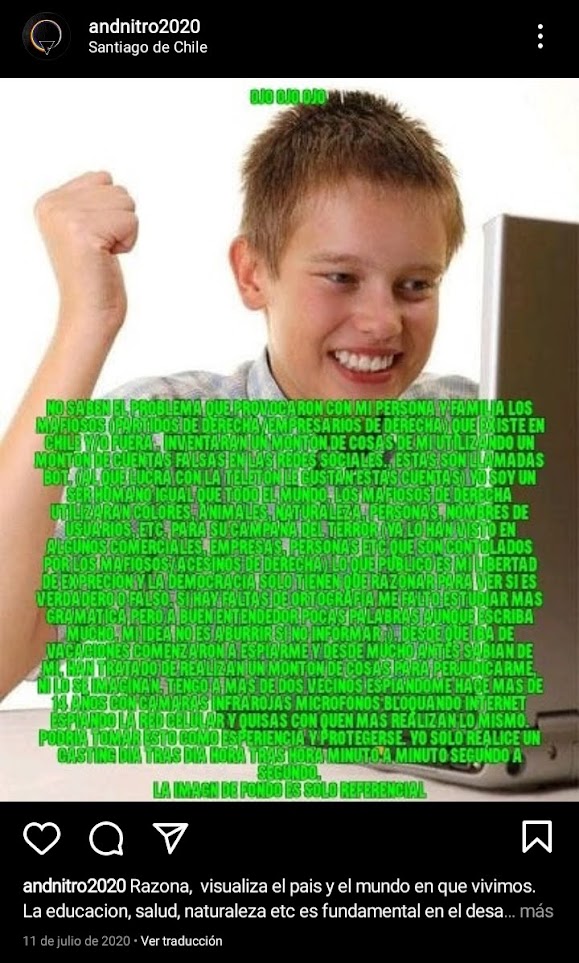 andnitro2020
Santiago de Chile
OJO OJO OJO
NO SABEN EL PROBLEMA QUE PROVOCARON CON MI PERSONA Y FAMILIA LOS
MAFIOSOS (PARTIDOS DE DERECHA/EMPRESARIOS DE DERECHA) QUE EXISTE EN
CHILE Y/O FUERA. INVENTARAN UN MONTON DE COSAS DE MI UTILIZANDO UN
MONTON DE CUENTAS FALSAS EN LAS REDES SOCIALES, ESTAS SON LLAMADAS
BOT. (AL QUE LUCRA CON LA TELETON LE GUSTAN ESTAS CUENTAS) YO SOY UN
SER HUMANO IGUAL QUE TODO EL MUNDO. LOS MAFIOSOS DE DERECHA
UTILIZARAN COLORES, ANIMALES, NATURALEZA, PERSONAS, NOMBRES DE
USUARIOS, ETC. PARA SU CAMPAÑA DEL TERROR, YA LO HAN VISTO EN
ALGUNOS COMERCIALES, EMPRESAS, PERSONAS ETC QUE SON CONTOLADOS
POR LOS MAFIOSOS/ACESINOS DE DERECHA, LO QUE PUBLICO ES MI LIBERTAD
DE EXPRECION Y LA DEMOCRACIA, SOLO TIENEN QUE RAZONAR PARA VER SI ES
VERDADERO O FALSO. SI HAY FALTAS DE ORTOGRAFIA ME FALTO ESTUDIAR MAS
GRAMATICA PERO A BUEN ENTENDEDOR POCAS PALABRAS AUNQUE ESCRIBA
MUCHO. MI IDEA NO ES ABURRIR SI NO INFORMAR. DESDE QUE IBA DE
VACACIONES COMENZARON A ESPIARME Y DESDE MUCHO ANTES SABIAN DE
MI. HAN TRATADO DE REALIZAN UN MONTON DE COSAS PARA PERJUDICARME,
NI LO SE IMAGINAN. TENGO A MAS DE DOS VECINOS ESPIANDOME HACE MAS DE
14 AÑOS CON CAMARAS INFRAROJAS MICROFONOS BLOQUANDO INTERNET
ESPIANDO LA RED CELULAR Y QUISAS CON QUEN MAS REALIZAN LO MISMO.
PODRIA TOMAR ESTO COMO ESPERIENCIA Y PROTEGERSE. YO SOLO REALICE UN
CASTING DIA TRAS DIA HORA TRAS HORA MINUTO A MINUTO SEGUNDO A
SEGUNDO.
LA IMAGN DE FONDO ES SOLO REFERENCIAL
andnitro2020 Razona, visualiza el pais y el mundo en que vivimos.
La educacion, salud, naturaleza etc es fundamental en el desa... más
11 de julio de 2020 • Ver traducción